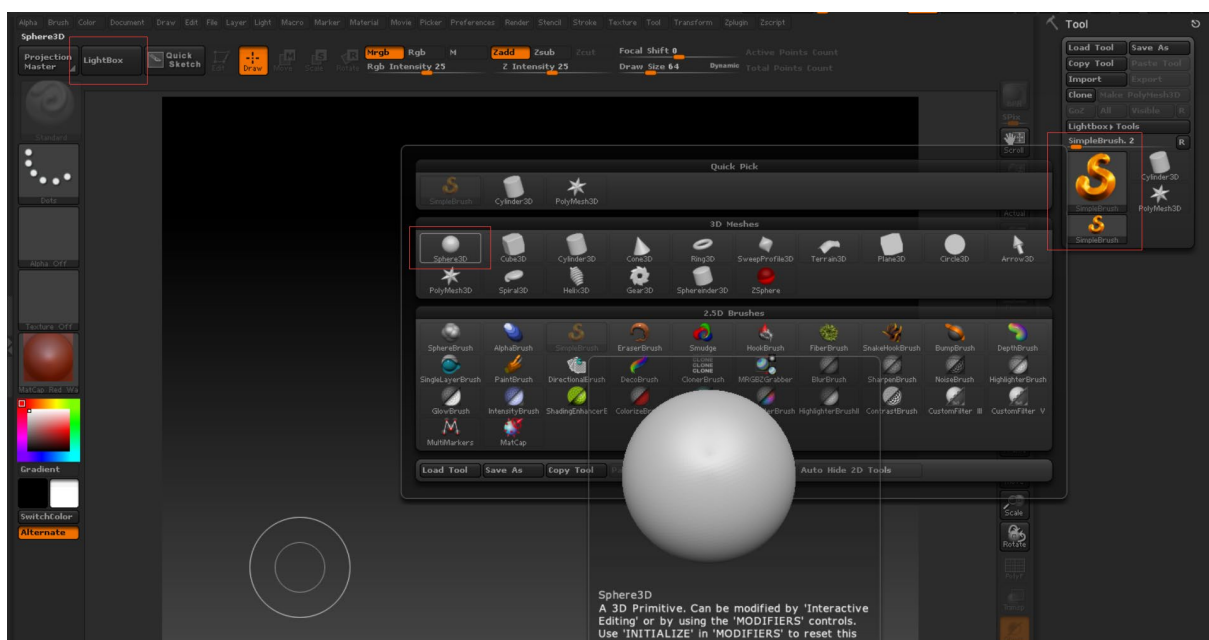 Alpha Brush Color Document Draw Edit File Layer Light Macro Marker Material Movie Picker Preferences Render Stencil Stroke Texture Tool Transform Zplugin Zscript
Sphere3D
Projection Master
LightBox
Quick Sketch
Edit
Draw
Move
Scale
Rotate
Mrgb Rgb M
Rgb Intensity 25
Zadd Zsub Zcut
Z Intensity 25
Focal Shift 0
Draw Size 64 Dynamic
Active Points Count
Total Points Count
Standard
Dots
Alpha Off
Texture Off
MatCap Red Wa
Gradient
SwitchColor
Alternate
Quick Pick
SimpleBrush Cylinder3D PolyMesh3D
3D Meshes
Sphere3D Cube3D Cylinder3D Cone3D Ring3D SweepProfile3D Terrain3D Plane3D Circle3D Arrow3D
PolyMesh3D Spiral3D Helix3D Gear3D Sphereinder3D ZSphere
2.5D Brushes
SphereBrush AlphaBrush SimpleBrush EraserBrush Smudge HookBrush FiberBrush SnakeHookBrush BumpBrush DepthBrush
CLONE
CLONE
CLONE
SingleLayerBrush PaintBrush DirectionalBrush DecoBrush ClonerBrush MRGBZGrabber BlurBrush SharpenBrush NoiseBrush HighlighterBrush
GlowBrush IntensityBrush ShadingEnhancerE HighlighterBrushII ContrastBrush CustomFilter III CustomFilter V
MultiMarkers MatCap
Load Tool Save As Copy Tool Auto Hide 2D Tools
Sphere3D
A 3D Primitive. Can be modified by 'Interactive
Editing' or by using the 'MODIFIERS' controls.
Use 'INITIALIZE' in 'MODIFIERS' to reset this
SPix
Scroll
Actual
Scale
Rotate
Tool
Load Tool Save As
Copy Tool Paste Tool
Import Export
Clone Make PolyMesh3D
GoZ All Visible R
Lightbox▸Tools
SimpleBrush. 2 R
SimpleBrush
Cylinder3D
PolyMesh3D
SimpleBrush